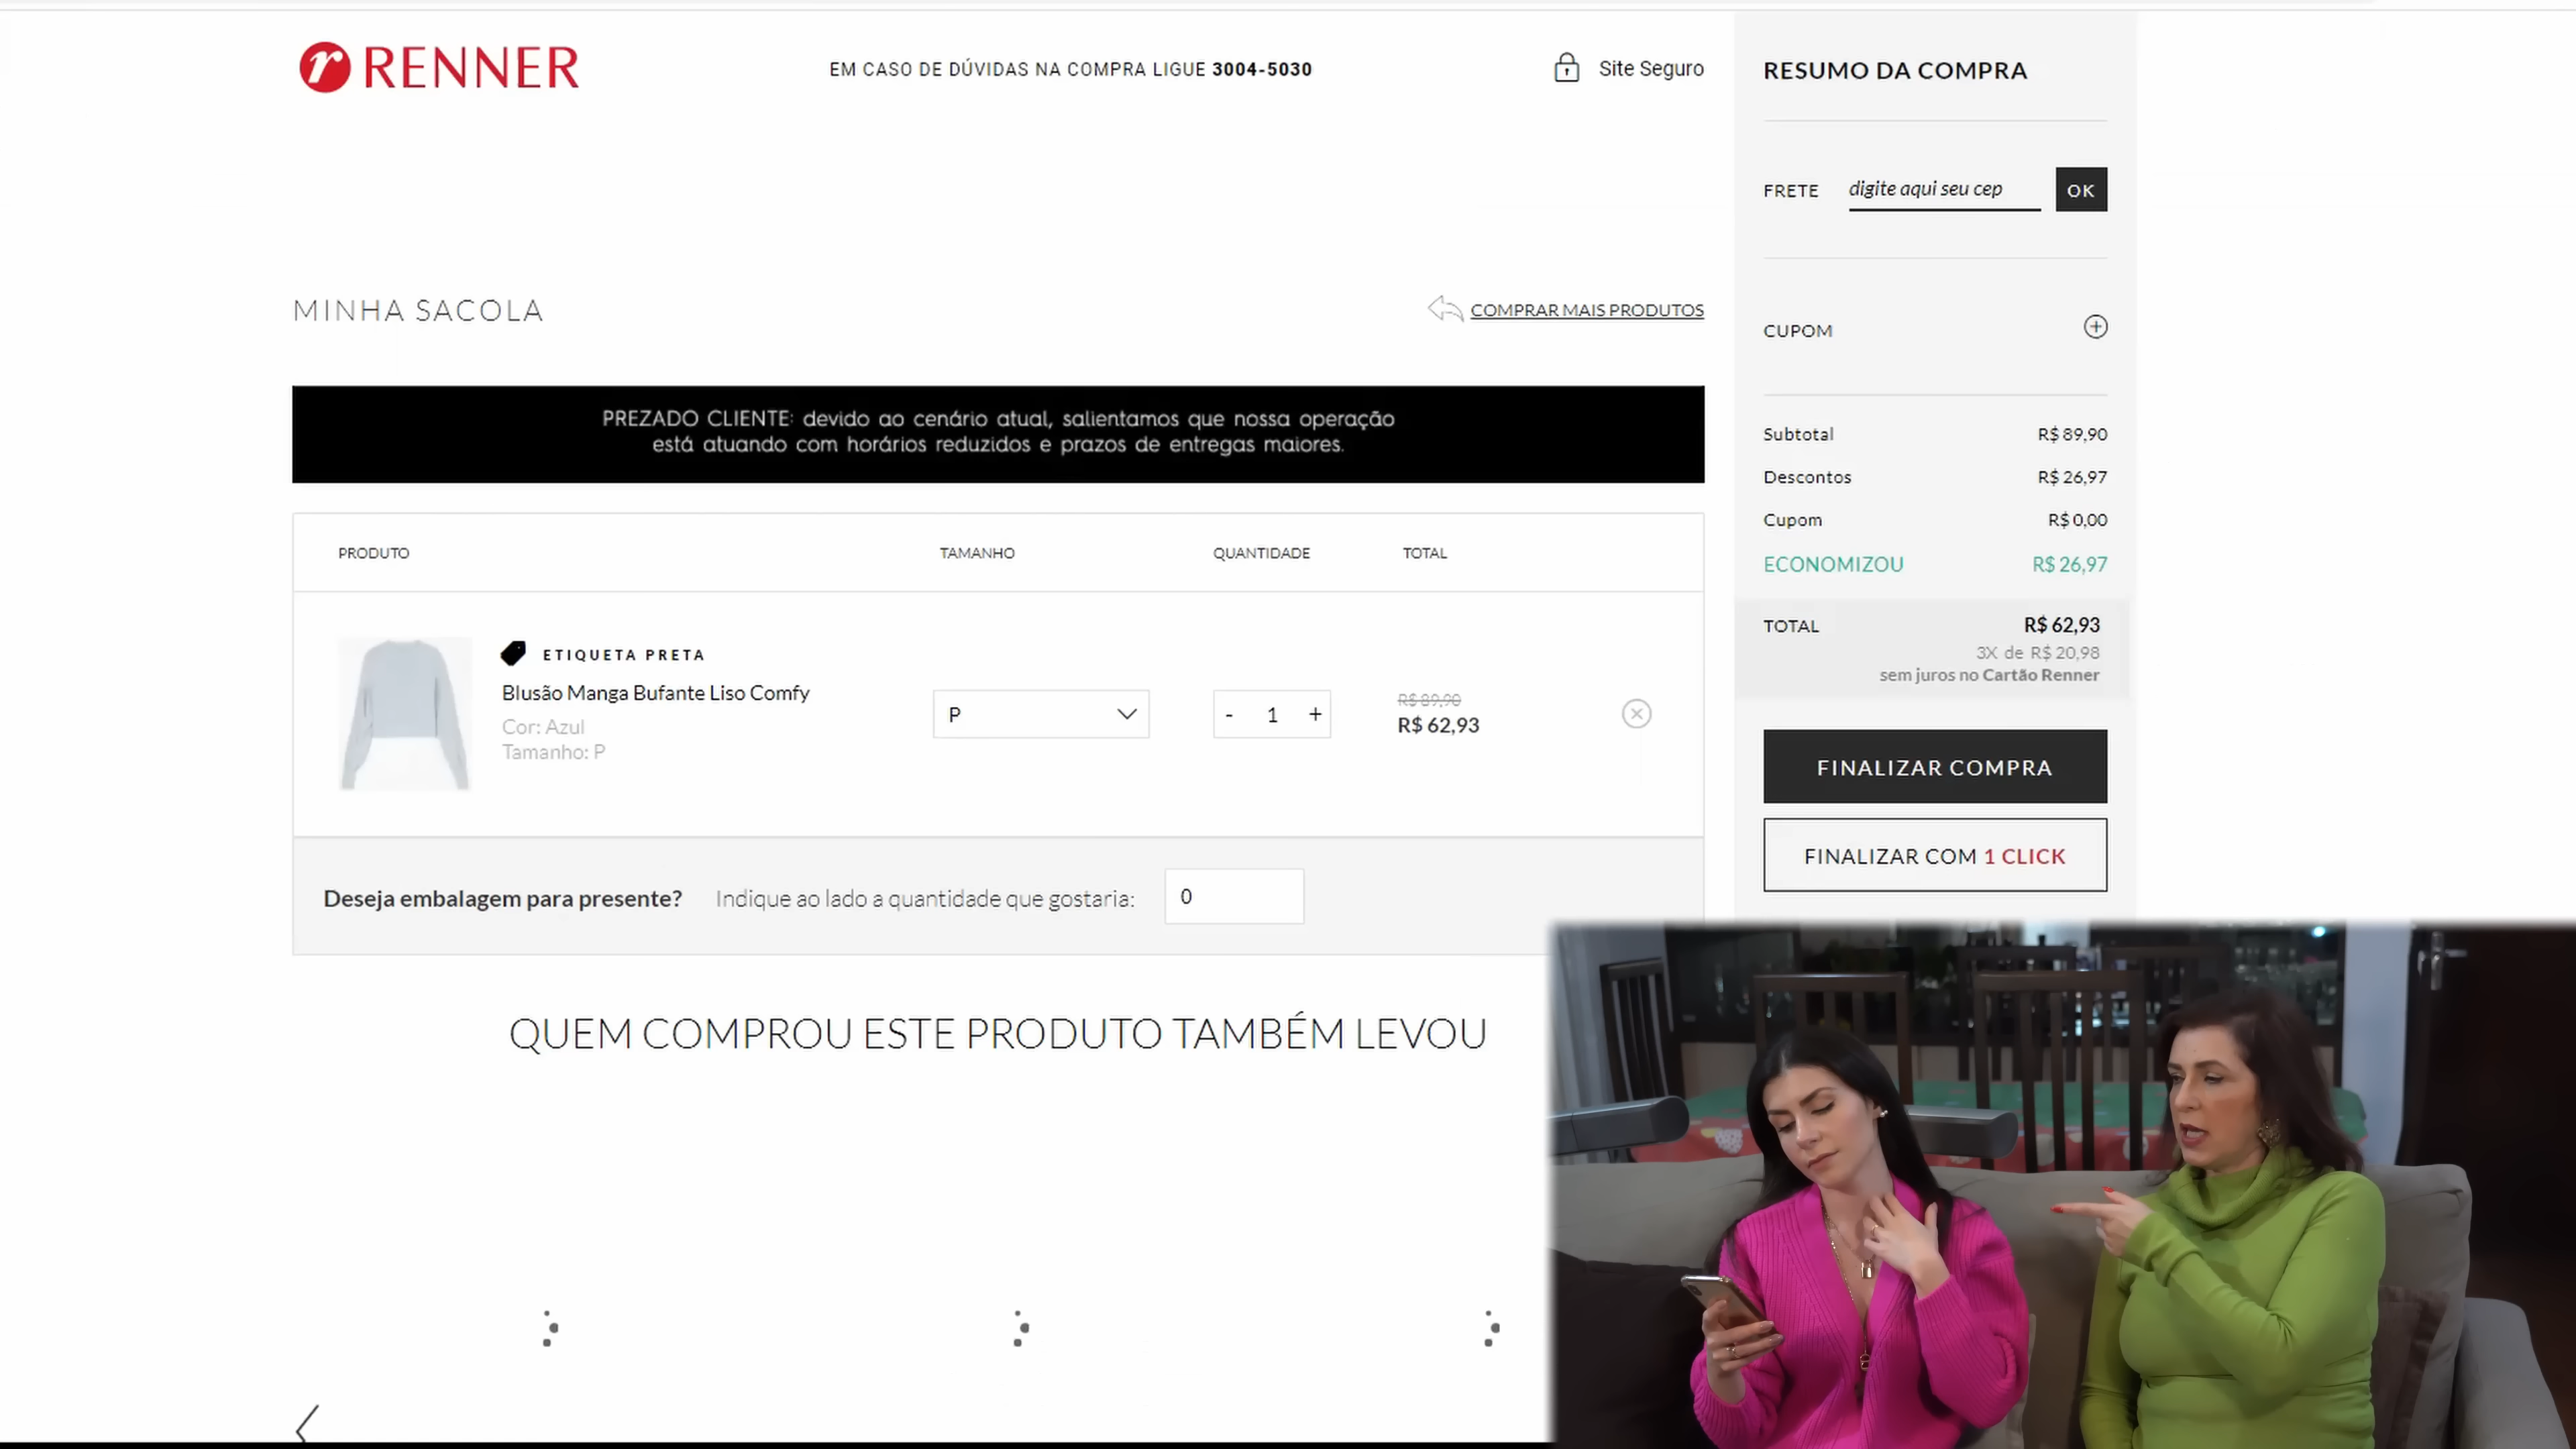 RENNER
EM CASO DE DÚVIDAS NA COMPRA LIGUE 3004-5030
Site Seguro
MINHA SACOLA
COMPRAR MAIS PRODUTOS
PREZADO CLIENTE: devido ao cenário atual, salientamos que nossa operação
está atuando com horários reduzidos e prazos de entregas maiores.
PRODUTO TAMANHO QUANTIDADE TOTAL
ETIQUETA PRETA
Blusão Manga Bufante Liso Comfy
Cor: Azul
Tamanho: P
P
- 1 +
R$ 89,90
R$ 62,93
Deseja embalagem para presente? Indique ao lado a quantidade que gostaria: 0
QUEM COMPROU ESTE PRODUTO TAMBÉM LEVOU
RESUMO DA COMPRA
FRETE digite aqui seu cep OK
CUPOM
Subtotal R$ 89,90
Descontos R$ 26,97
Cupom R$ 0,00
ECONOMIZOU R$ 26,97
TOTAL R$ 62,93
3X de R$ 20,98
sem juros no Cartão Renner
FINALIZAR COMPRA
FINALIZAR COM 1 CLICK